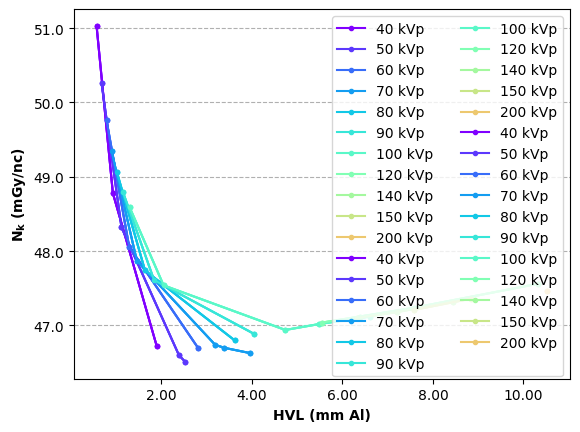 51.0
50.0
49.0
48.0
47.0
N_k (mGy/nc)
2.00
4.00
6.00
8.00
10.00
HVL (mm Al)
40 kVp
50 kVp
60 kVp
70 kVp
80 kVp
90 kVp
100 kVp
120 kVp
140 kVp
150 kVp
200 kVp
40 kVp
50 kVp
60 kVp
70 kVp
80 kVp
90 kVp
100 kVp
120 kVp
140 kVp
150 kVp
200 kVp
40 kVp
50 kVp
60 kVp
70 kVp
80 kVp
90 kVp
100 kVp
120 kVp
140 kVp
150 kVp
200 kVp